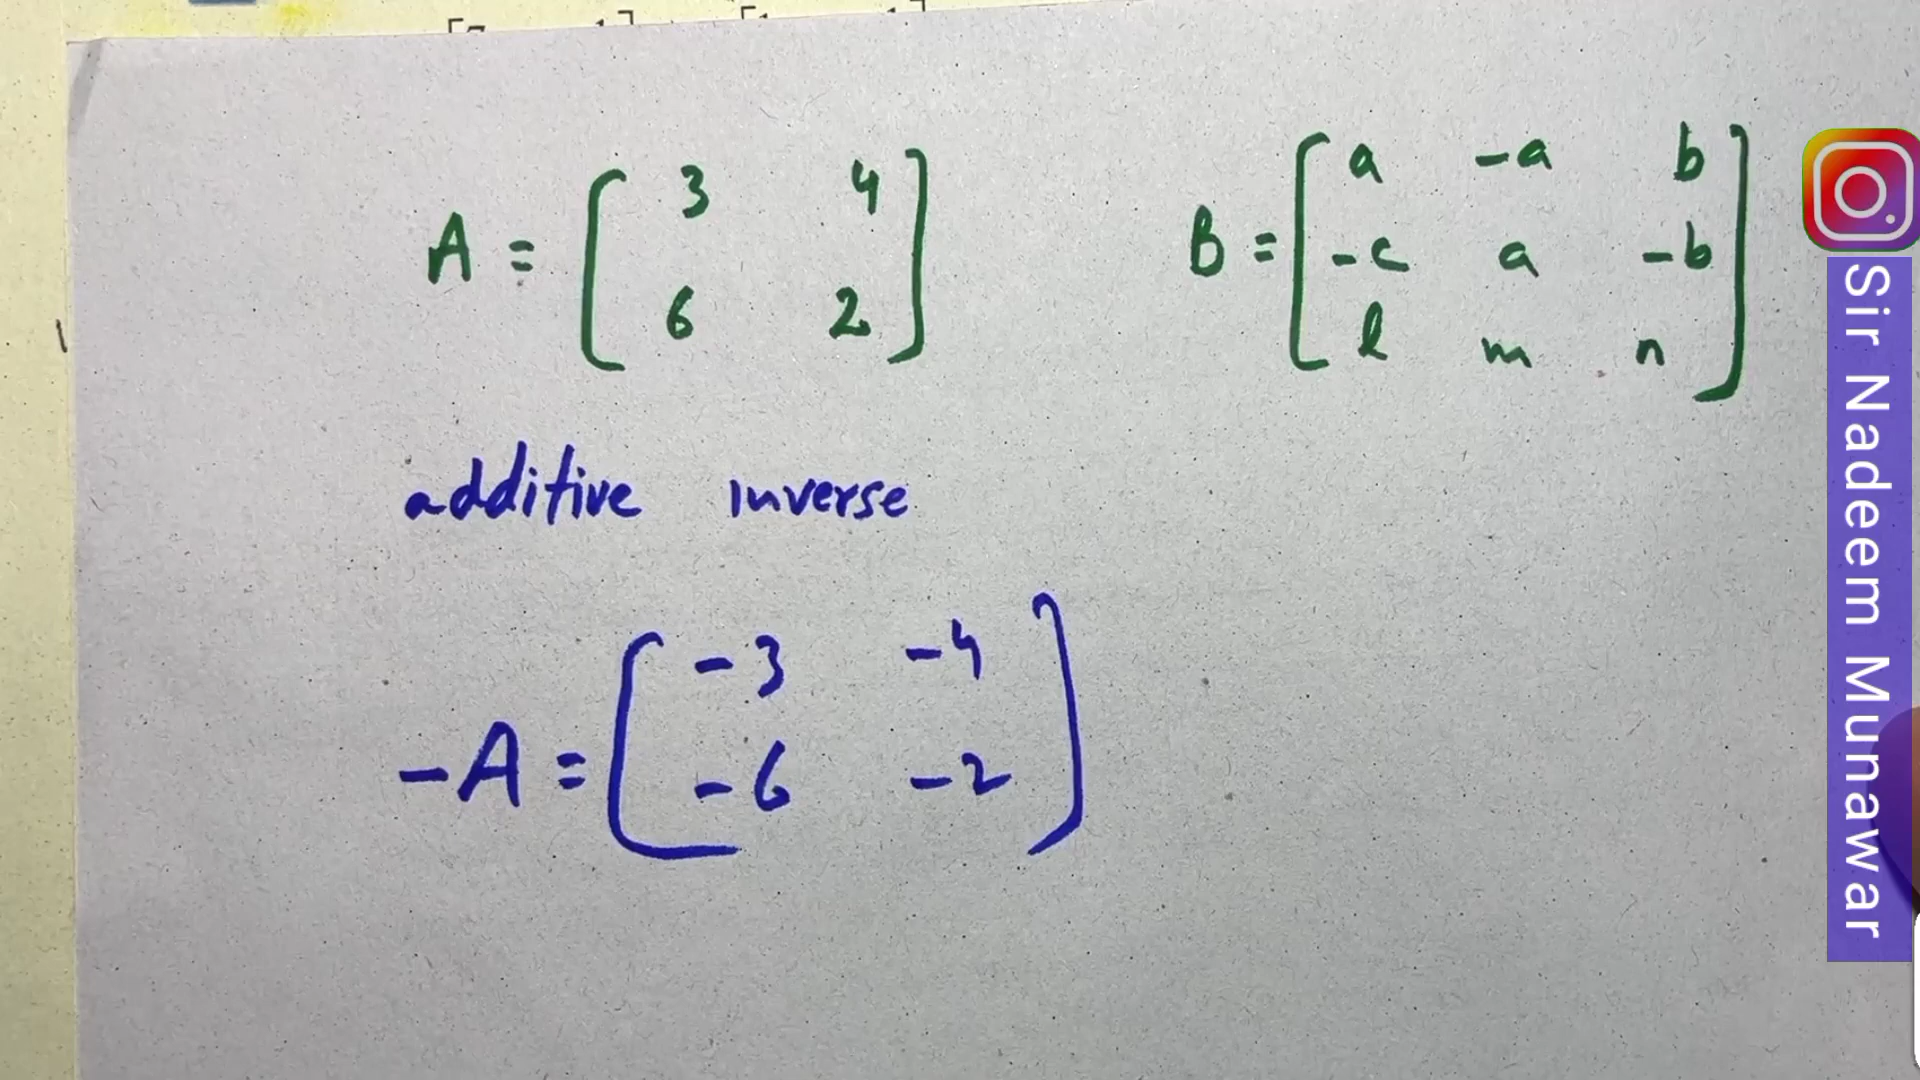 A = [ 3 4
6 2 ]
B = [ a -a b
-c a -b
l m n ]
additive inverse
-A = [ -3 -4
-6 -2 ]
Sir Nadeem Munawar